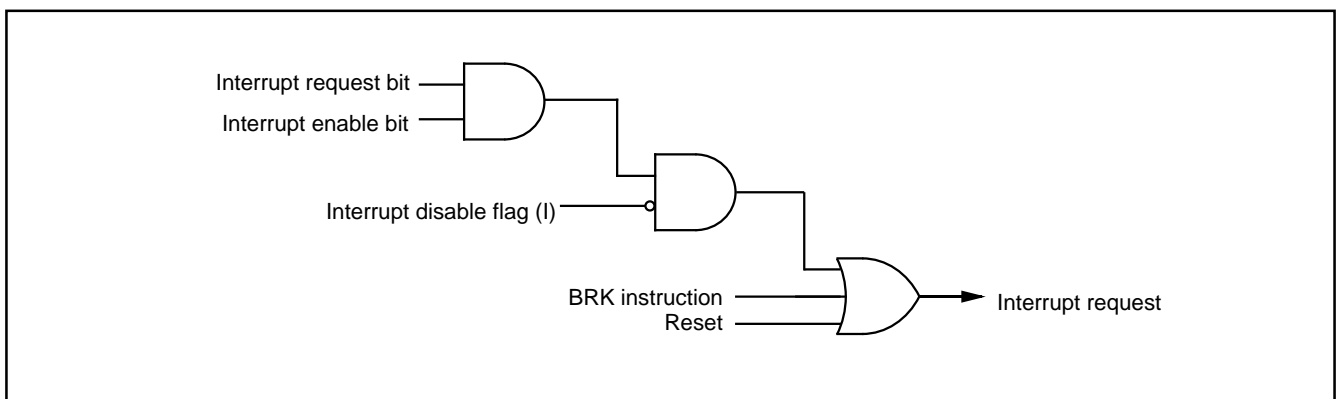 Interrupt request bit
Interrupt enable bit
Interrupt disable flag (I)
BRK instruction
Reset
Interrupt request